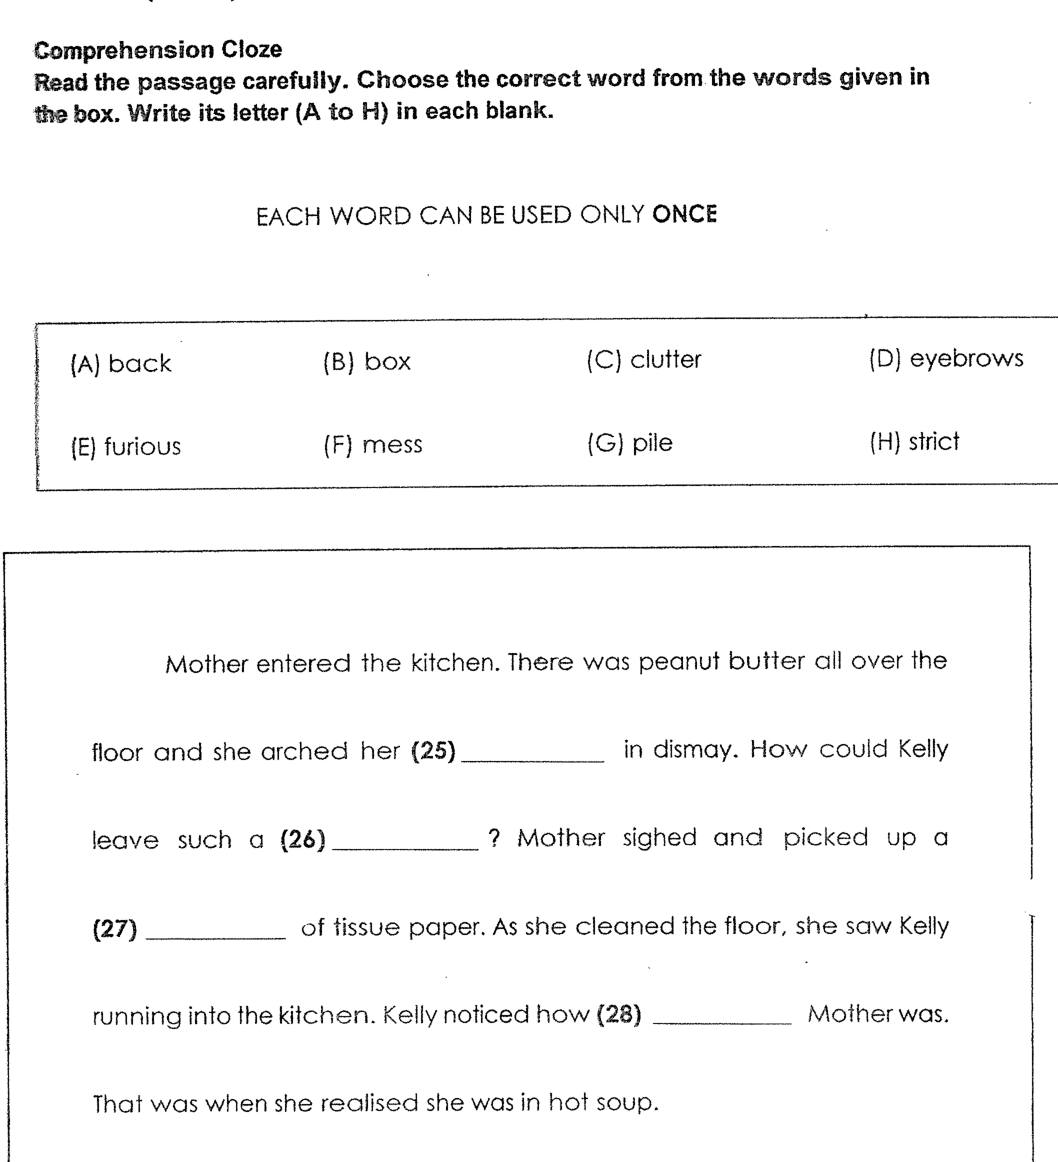 Comprehension Cloze
Read the passage carefully. Choose the correct word from the words given in
the box. Write its letter (A to H) in each blank.
EACH WORD CAN BE USED ONLY ONCE
(A) back (B) box (C) clutter (D) eyebrows
(E) furious (F) mess (G) pile (H) strict
Mother entered the kitchen. There was peanut butter all over the
floor and she arched her (25)__________ in dismay. How could Kelly
leave such a (26)__________? Mother sighed and picked up a
(27)__________ of tissue paper. As she cleaned the floor, she saw Kelly
running into the kitchen. Kelly noticed how (28)__________ Mother was.
That was when she realised she was in hot soup.